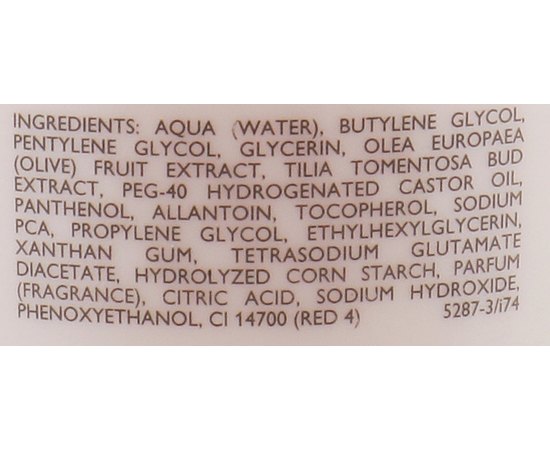 INGREDIENTS: AQUA (WATER), BUTYLENE GLYCOL,
PENTYLENE GLYCOL, GLYCERIN, OLEA EUROPAEA
(OLIVE) FRUIT EXTRACT, TILIA TOMENTOSA BUD
EXTRACT, PEG-40 HYDROGENATED CASTOR OIL,
PANTHENOL, ALLANTOIN, TOCOPHEROL, SODIUM
PCA, PROPYLENE GLYCOL, ETHYLHEXYLGLYCERIN,
XANTHAN GUM, TETRASODIUM GLUTAMATE
DIACETATE, HYDROLYZED CORN STARCH, PARFUM
(FRAGRANCE), CITRIC ACID, SODIUM HYDROXIDE,
PHENOXYETHANOL, CI 14700 (RED 4) 5287-3/i74